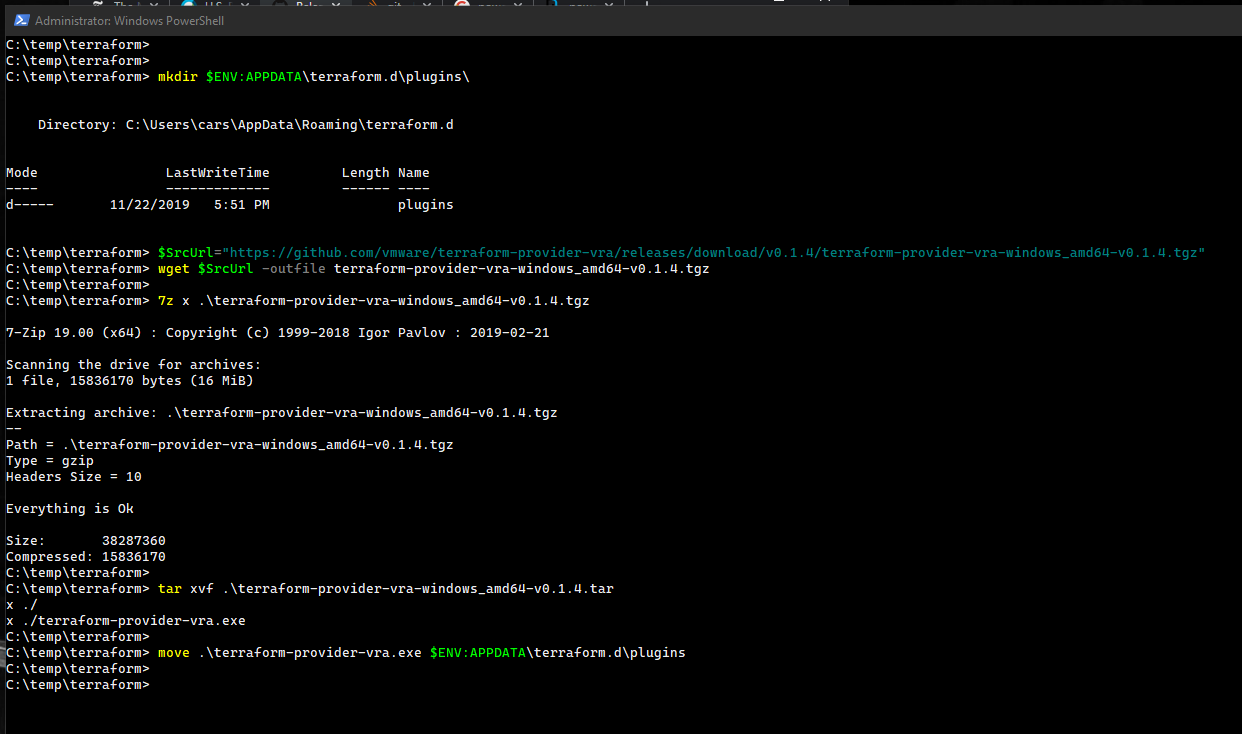 Administrator: Windows PowerShell
C:\temp\terraform>
C:\temp\terraform>
C:\temp\terraform> mkdir $ENV:APPDATA\terraform.d\plugins\
Directory: C:\Users\cars\AppData\Roaming\terraform.d
Mode LastWriteTime Length Name
---- ------------- ------ ----
d----- 11/22/2019 5:51 PM plugins
C:\temp\terraform> $SrcUrl="https://github.com/vmware/terraform-provider-vra/releases/download/v0.1.4/terraform-provider-vra-windows_amd64-v0.1.4.tgz"
C:\temp\terraform> wget $SrcUrl -outfile terraform-provider-vra-windows_amd64-v0.1.4.tgz
C:\temp\terraform>
C:\temp\terraform> 7z x .\terraform-provider-vra-windows_amd64-v0.1.4.tgz
7-Zip 19.00 (x64) : Copyright (c) 1999-2018 Igor Pavlov : 2019-02-21
Scanning the drive for archives:
1 file, 15836170 bytes (16 MiB)
Extracting archive: .\terraform-provider-vra-windows_amd64-v0.1.4.tgz
--
Path = .\terraform-provider-vra-windows_amd64-v0.1.4.tgz
Type = gzip
Headers Size = 10
Everything is Ok
Size: 38287360
Compressed: 15836170
C:\temp\terraform>
C:\temp\terraform> tar xvf .\terraform-provider-vra-windows_amd64-v0.1.4.tar
x ./
x ./terraform-provider-vra.exe
C:\temp\terraform>
C:\temp\terraform> move .\terraform-provider-vra.exe $ENV:APPDATA\terraform.d\plugins
C:\temp\terraform>
C:\temp\terraform>